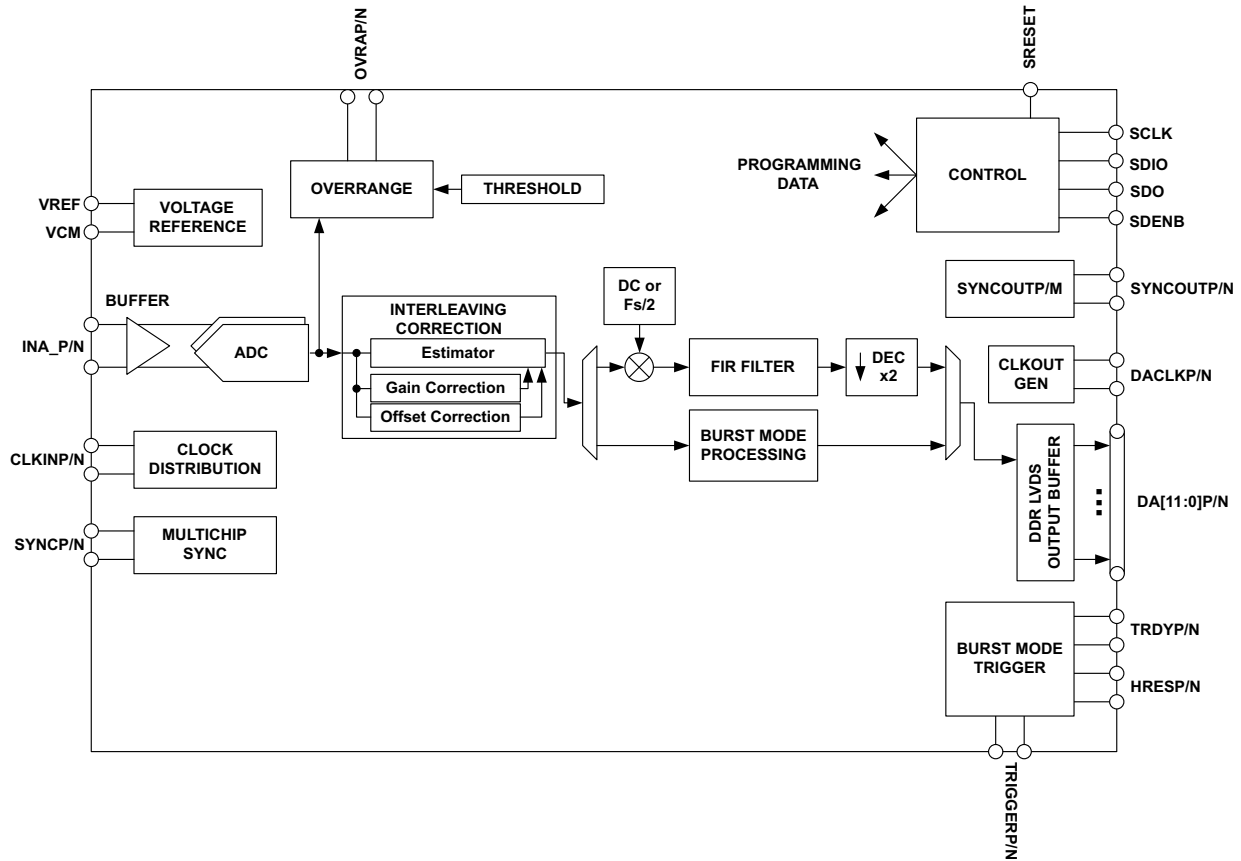 OVRAP/N
SRESET
SCLK
SDIO
SDO
SDENB
CONTROL
PROGRAMMING
DATA
OVERRANGE
THRESHOLD
VREF
VCM
VOLTAGE
REFERENCE
BUFFER
INA_P/N
ADC
INTERLEAVING
CORRECTION
Estimator
Gain Correction
Offset Correction
DC or
Fs/2
FIR FILTER
DEC
x2
BURST MODE
PROCESSING
SYNCOUTP/M
SYNCOUTP/N
CLKOUT
GEN
DACLKP/N
CLKINP/N
CLOCK
DISTRIBUTION
SYNCP/N
MULTICHIP
SYNC
DDR LVDS
OUTPUT BUFFER
DA[11:0]P/N
BURST MODE
TRIGGER
TRDYP/N
HRESP/N
TRIGGERP/N